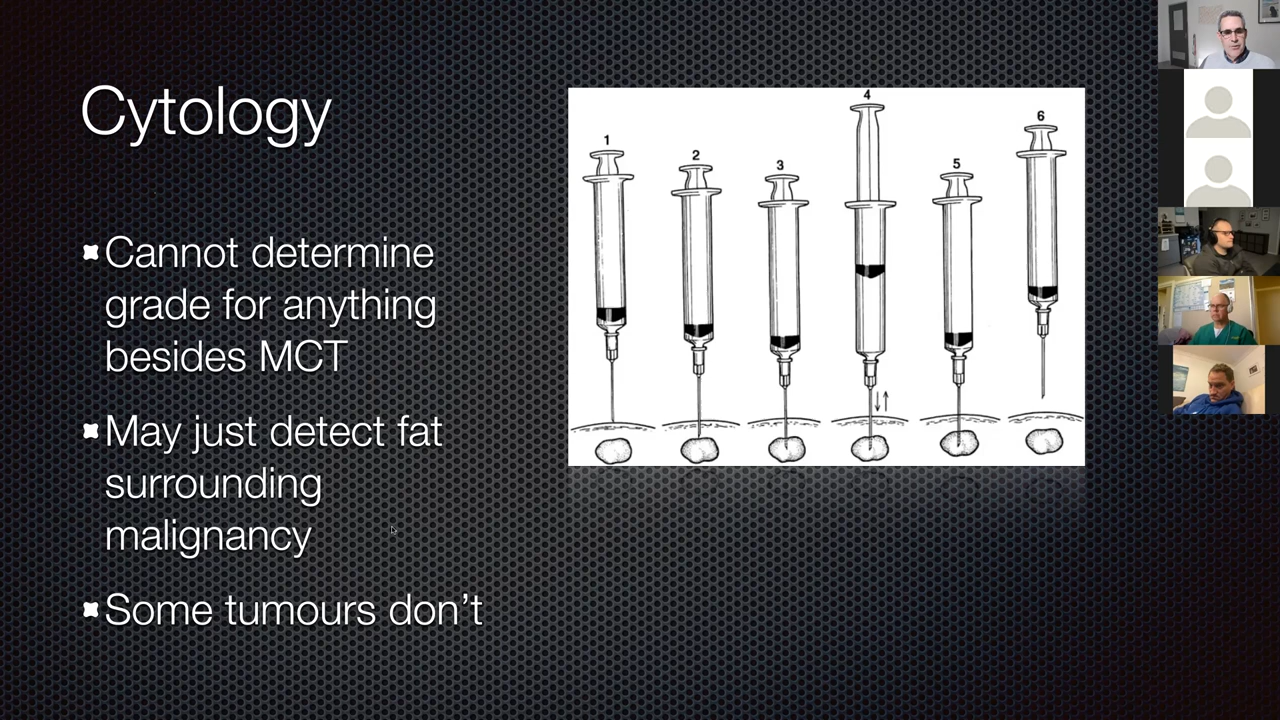 Cytology
Cannot determine
grade for anything
besides MCT
May just detect fat
surrounding
malignancy
Some tumours don't
1
2
3
4
5
6